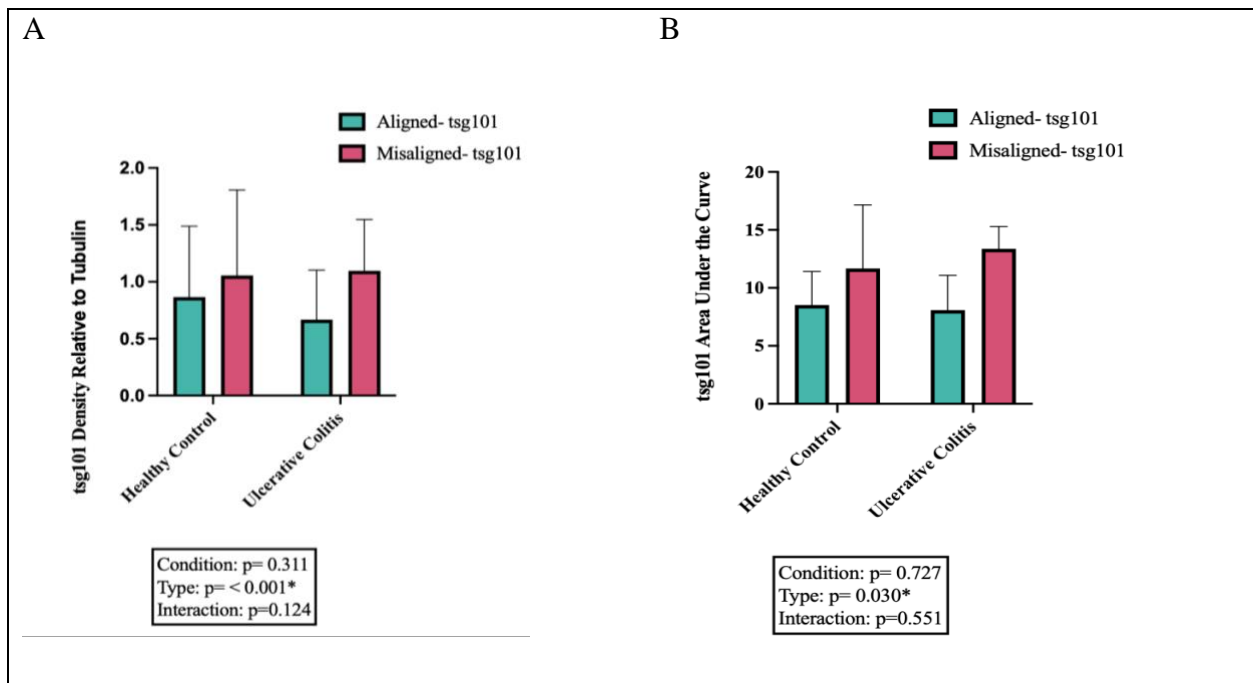 A
Aligned- tsg101
Misaligned- tsg101
tsg101 Density Relative to Tubulin
2.0
1.5
1.0
0.5
0.0
Healthy Control
Ulcerative Colitis
Condition: p= 0.311
Type: p= < 0.001*
Interaction: p=0.124
B
Aligned- tsg101
Misaligned- tsg101
tsg101 Area Under the Curve
20
15
10
5
0
Healthy Control
Ulcerative Colitis
Condition: p= 0.727
Type: p= 0.030*
Interaction: p=0.551